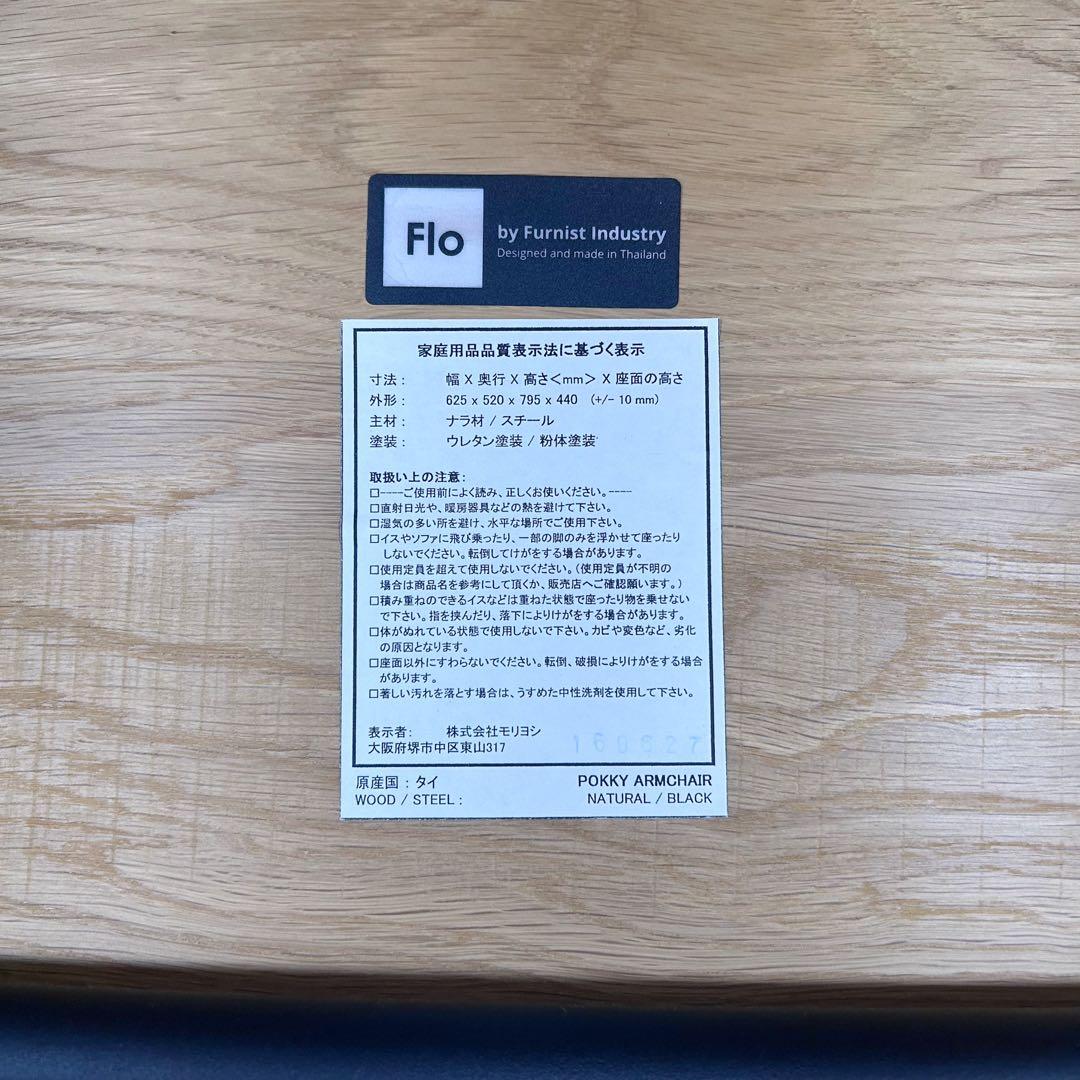 Flo
by Furnist Industry
Designed and made in Thailand
家庭用品品質表示法に基づく表示
寸法： 幅 X 奥行 X 高さ＜mm＞ X 座面の高さ
外形： 625 x 520 x 795 x 440 (+/- 10 mm)
主材： ナラ材 / スチール
塗装： ウレタン塗装 / 粉体塗装
取扱い上の注意：
□----ご使用前によく読み、正しくお使いください。----
□直射日光や、暖房器具などの熱を避けて下さい。
□湿気の多い所を避け、水平な場所でご使用下さい。
□イスやソファに飛び乗ったり、一部の脚のみを浮かせて座ったり
しないでください。転倒してけがをする場合があります。
□使用定員を超えて使用しないでください。（使用定員が不明の
場合は商品名を参考にして頂くか、販売店へご確認願います。）
□積み重ねのできるイスなどは重ねた状態で座ったり物を乗せない
で下さい。指を挟んだり、落下によりけがをする場合があります。
□体がぬれている状態で使用しないで下さい。カビや変色など、劣化
の原因となります。
□座面以外にすわらないでください。転倒、破損によりけがをする場合
があります。
□著しい汚れを落とす場合は、うすめた中性洗剤を使用して下さい。
表示者： 株式会社モリヨシ
大阪府堺市中区東山317 160627
原産国：タイ POKKY ARMCHAIR
WOOD / STEEL : NATURAL / BLACK